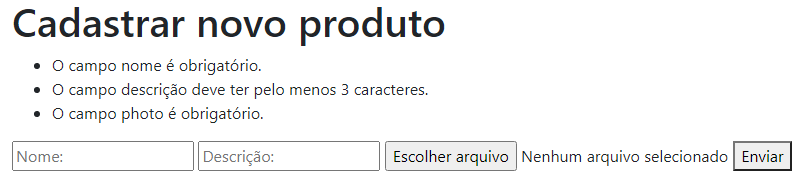 Cadastrar novo produto
O campo nome é obrigatório.
O campo descrição deve ter pelo menos 3 caracteres.
O campo photo é obrigatório.
Nome: Descrição: Escolher arquivo Nenhum arquivo selecionado Enviar